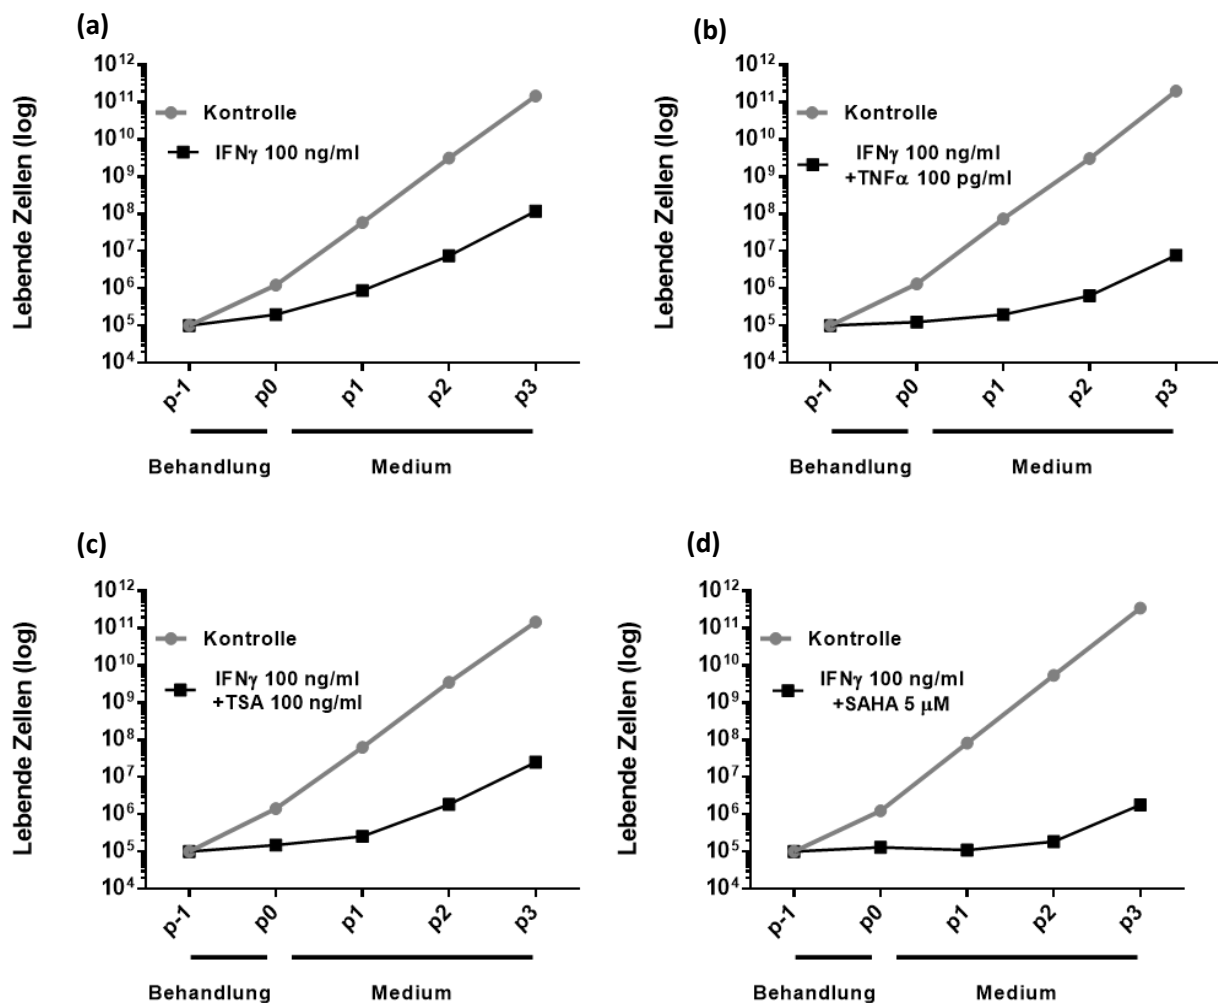 (a)
Lebende Zellen (log)
10¹²
10¹¹
10¹⁰
10⁹
10⁸
10⁷
10⁶
10⁵
10⁴
Kontrolle
IFNγ 100 ng/ml
p-1
p0
p1
p2
p3
Behandlung
Medium
(b)
Lebende Zellen (log)
10¹²
10¹¹
10¹⁰
10⁹
10⁸
10⁷
10⁶
10⁵
10⁴
Kontrolle
IFNγ 100 ng/ml
+TNFα 100 pg/ml
p-1
p0
p1
p2
p3
Behandlung
Medium
(c)
Lebende Zellen (log)
10¹²
10¹¹
10¹⁰
10⁹
10⁸
10⁷
10⁶
10⁵
10⁴
Kontrolle
IFNγ 100 ng/ml
+TSA 100 ng/ml
p-1
p0
p1
p2
p3
Behandlung
Medium
(d)
Lebende Zellen (log)
10¹²
10¹¹
10¹⁰
10⁹
10⁸
10⁷
10⁶
10⁵
10⁴
Kontrolle
IFNγ 100 ng/ml
+SAHA 5 μM
p-1
p0
p1
p2
p3
Behandlung
Medium